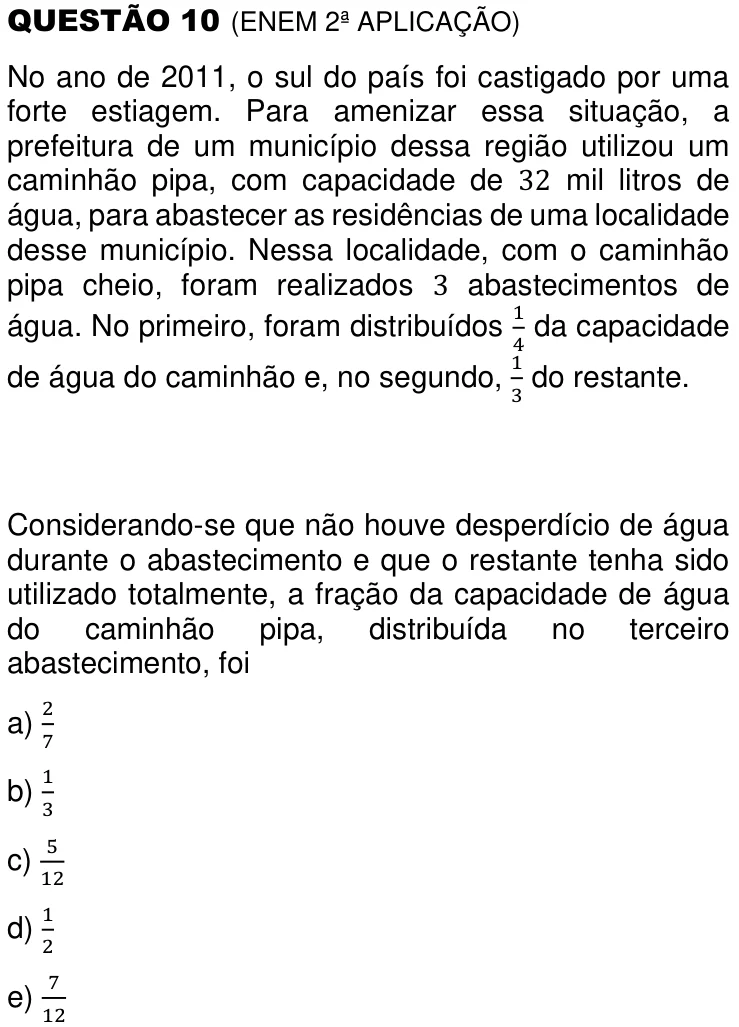 QUESTÃO 10 (ENEM 2ª APLICAÇÃO)
No ano de 2011, o sul do país foi castigado por uma
forte estiagem. Para amenizar essa situação, a
prefeitura de um município dessa região utilizou um
caminhão pipa, com capacidade de 32 mil litros de
água, para abastecer as residências de uma localidade
desse município. Nessa localidade, com o caminhão
pipa cheio, foram realizados 3 abastecimentos de
água. No primeiro, foram distribuídos 1/4 da capacidade
de água do caminhão e, no segundo, 1/3 do restante.
Considerando-se que não houve desperdício de água
durante o abastecimento e que o restante tenha sido
utilizado totalmente, a fração da capacidade de água
do caminhão pipa, distribuída no terceiro
abastecimento, foi
a) 2/7
b) 1/3
c) 5/12
d) 1/2
e) 7/12